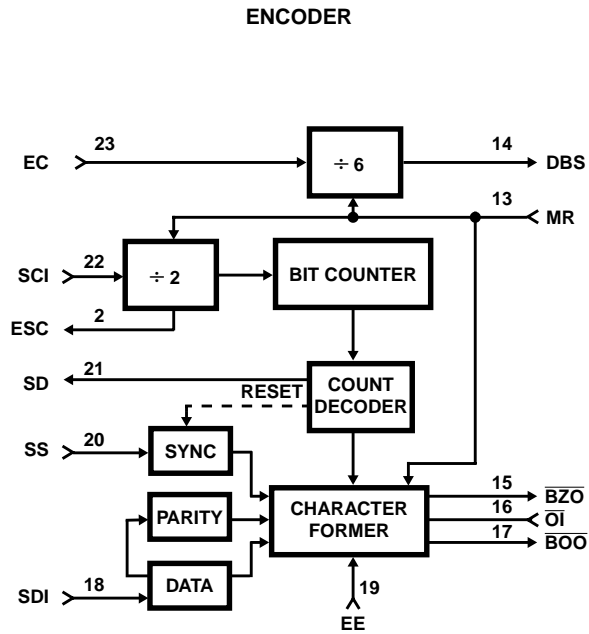 ENCODER
EC 23 ÷ 6 14 DBS
13 MR
SCI 22 ÷ 2 BIT COUNTER
ESC 2
SD 21 COUNT
RESET DECODER
SS 20 SYNC
15 BZO
PARITY CHARACTER 16 OI
FORMER 17 BOO
SDI 18 DATA
19
EE